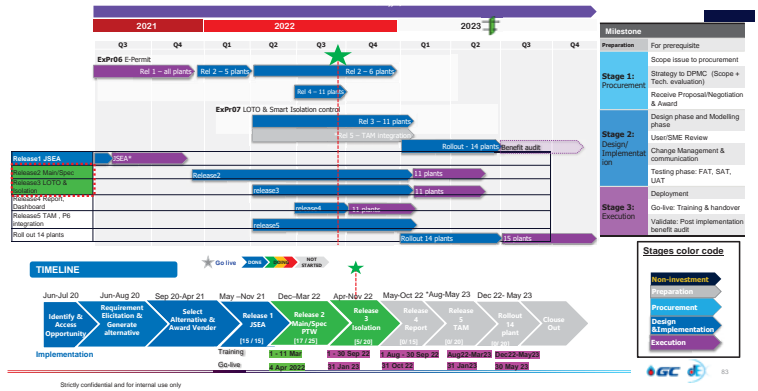 2021
2022
2023
Q3
Q4
Q1
Q2
Q3
Q4
Q1
Q2
Q3
Q4
ExPr06 E-Permit
Rel 1 – all plants
Rel 2 – 5 plants
Rel 2 – 6 plants
Rel 4 – 11 plants
ExPr07 LOTO & Smart Isolation control
Rel 3 – 11 plants
*Rel 5 – TAM integration
Rollout - 14 plants
Benefit audit
Release1 JSEA
JSEA*
Release2 Main/Spec
Release2
11 plants
Release3 LOTO &
Isolation
release3
11 plants
Release4 Report,
Dashboard
release4
11 plants
Release5 TAM , P6
integration
release5
Roll out 14 plants
Rollout 14 plants
15 plants
Milestone
Preparation
For prerequisite
Stage 1:
Procurement
Scope issue to procurement
Strategy to DPMC (Scope +
Tech. evaluation)
Receive Proposal/Negotiation
& Award
Stage 2:
Design/
Implementat
ion
Design phase and Modelling
phase
User/SME Review
Change Management &
communication
Testing phase: FAT, SAT,
UAT
Stage 3:
Execution
Deployment
Go-live: Training & handover
Validate: Post implementation
benefit audit
Stages color code
Non-investment
Preparation
Procurement
Design
&Implementation
Execution
TIMELINE
Go live
DONE
NOT
STARTED
Jun-Jul 20
Jun-Aug 20
Sep 20-Apr 21
May –Nov 21
Dec–Mar 22
Apr-Nov 22
May-Oct 22
*Aug-May 23
Dec 22- May 23
Identify &
Access
Opportunity
Requirement
Elicitation &
Generate
alternative
Select
Alternative &
Award Vender
Release 1
JSEA
[15 / 15]
Release 2
Main/Spec
PTW
[17 / 25]
Release
3
Isolation
[5/ 20]
Release
4
Report
[0/ 15]
Release
5
TAM
[0/ 20]
Rollout
14
plant
[0/ 20]
Clouse
Out
Implementation
Training
1 - 11 Mar
1 - 30 Sep 22
1 Aug - 30 Sep 22
Aug22-Mar23
Dec22-May23
Go-live
4 Apr 2022
31 Jan 23
31 Oct 22
31 Jan23
30 May 23
GC
83
Strictly confidential and for internal use only